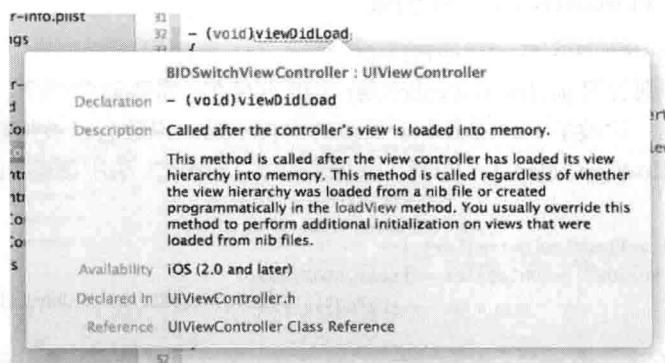 r-Info.plist
31
ngs
32 - (void)viewDidLoad
33 {
BIDSwitchViewController : UIViewController
Declaration - (void)viewDidLoad
Description Called after the controller's view is loaded into memory.
This method is called after the view controller has loaded its view
hierarchy into memory. This method is called regardless of whether
the view hierarchy was loaded from a nib file or created
programmatically in the loadView method. You usually override this
method to perform additional initialization on views that were
loaded from nib files.
Availability iOS (2.0 and later)
Declared In UIViewController.h
Reference UIViewController Class Reference
52